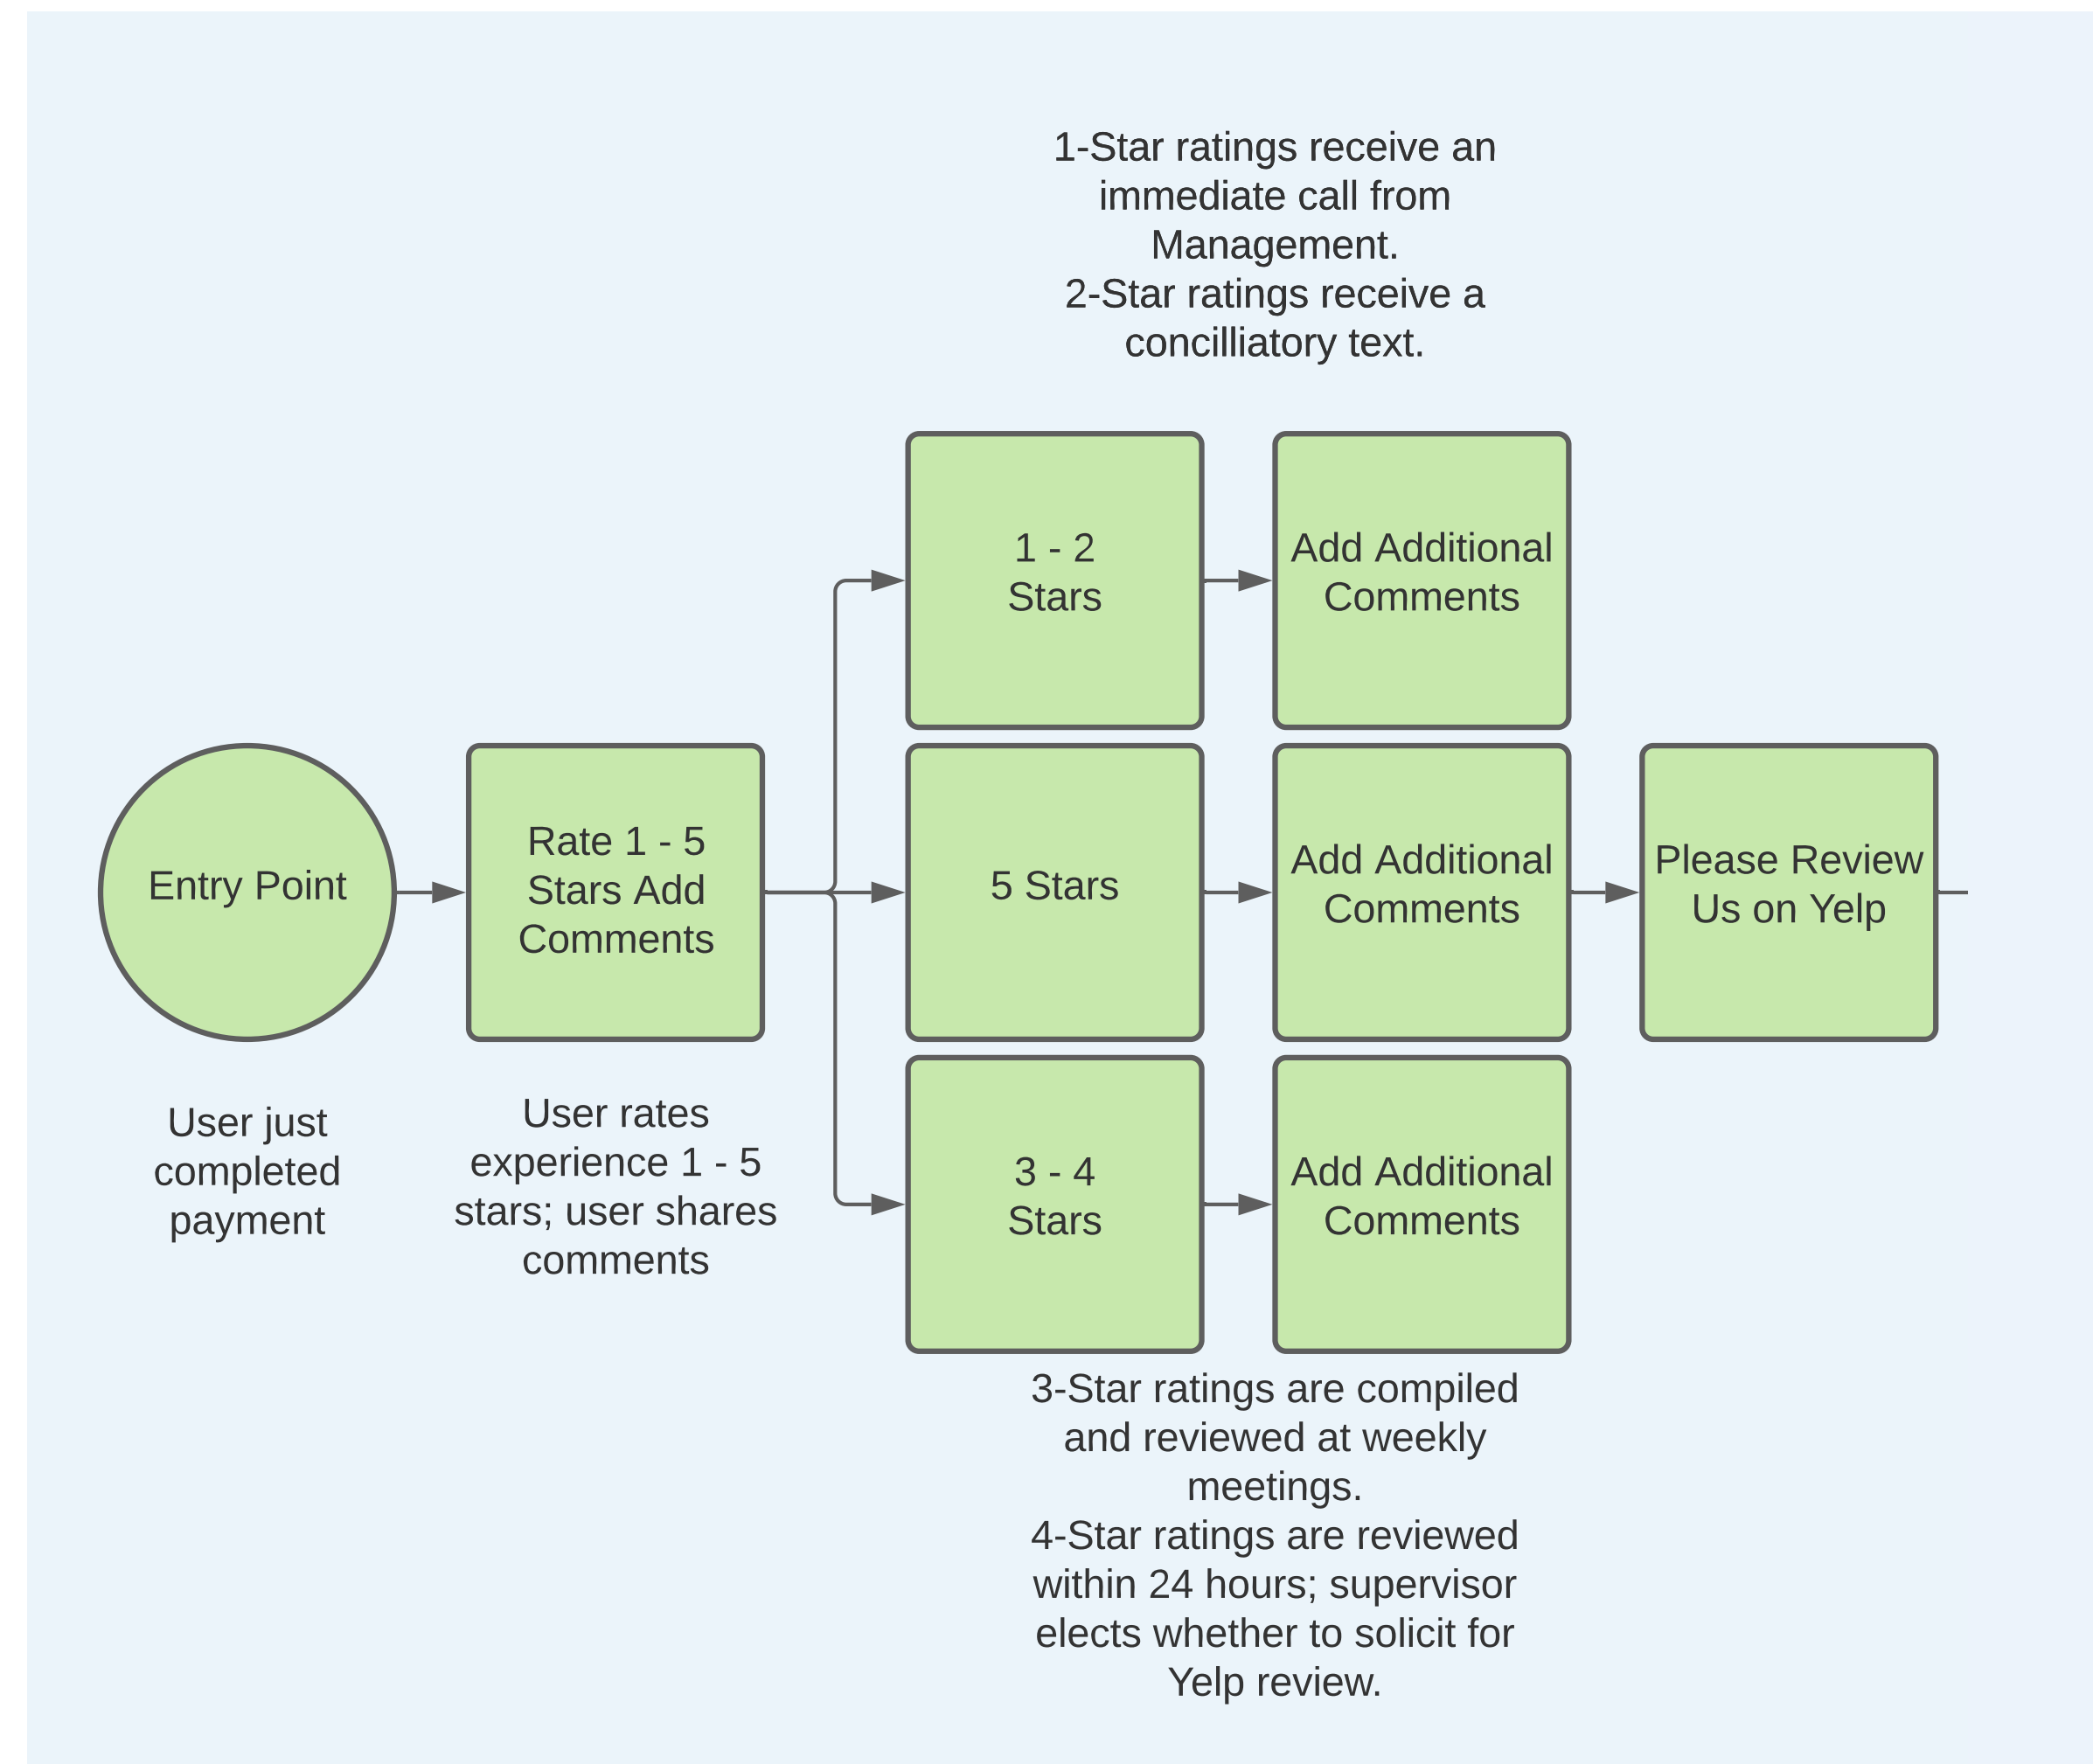 1-Star ratings receive an
immediate call from
Management.
2-Star ratings receive a
concilliatory text.
1 - 2
Stars
Add Additional
Comments
Entry Point
Rate 1 - 5
Stars Add
Comments
5 Stars
Add Additional
Comments
Please Review
Us on Yelp
User just
completed
payment
User rates
experience 1 - 5
stars; user shares
comments
3 - 4
Stars
Add Additional
Comments
3-Star ratings are compiled
and reviewed at weekly
meetings.
4-Star ratings are reviewed
within 24 hours; supervisor
elects whether to solicit for
Yelp review.